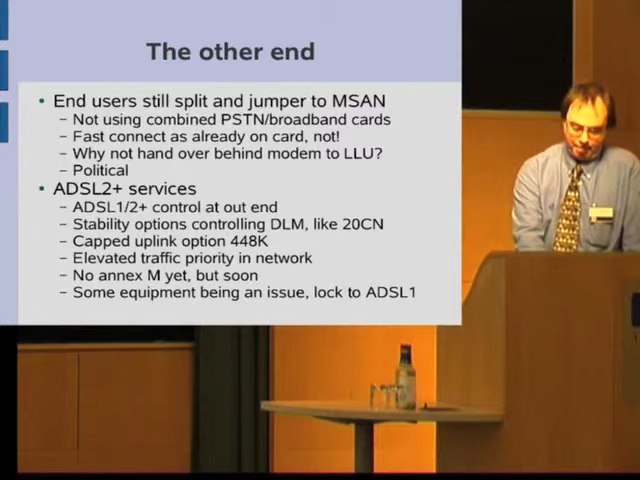 The other end
• End users still split and jumper to MSAN
– Not using combined PSTN/broadband cards
– Fast connect as already on card, not!
– Why not hand over behind modem to LLU?
– Political
• ADSL2+ services
– ADSL1/2+ control at out end
– Stability options controlling DLM, like 20CN
– Capped uplink option 448K
– Elevated traffic priority in network
– No annex M yet, but soon
– Some equipment being an issue, lock to ADSL1